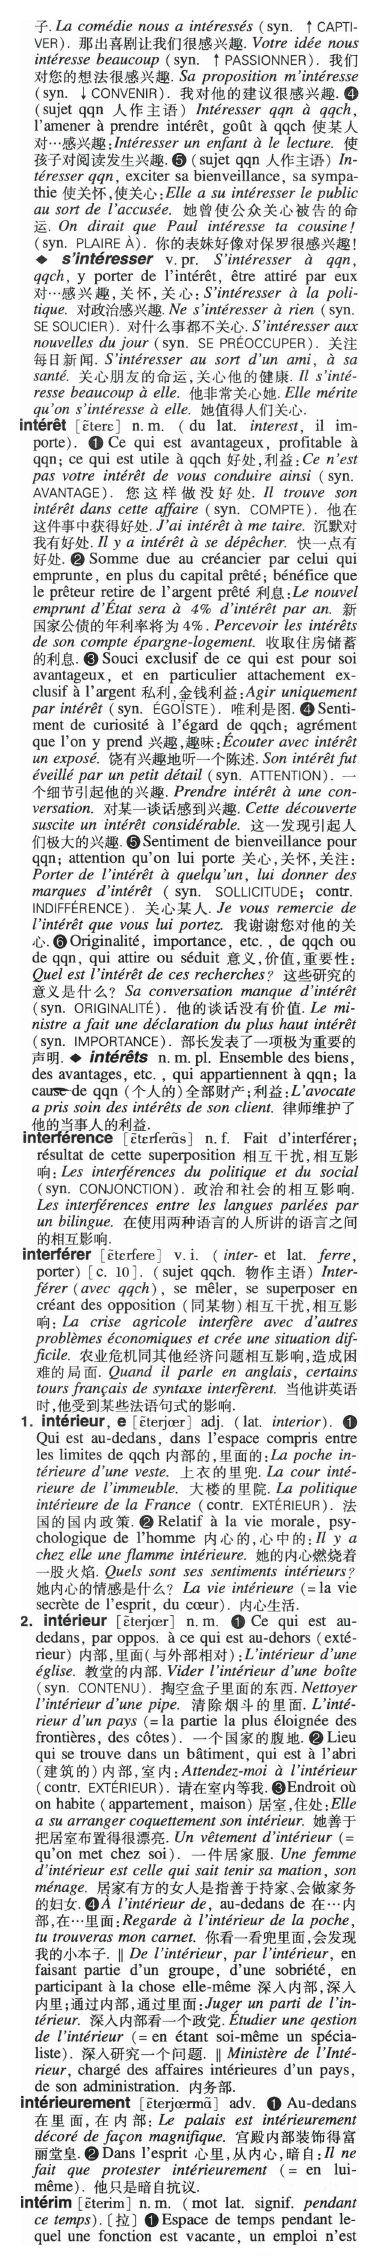 子. La comédie nous a intéressés (syn. ↑ CAPTI-
VER). 那出喜剧让我们很感兴趣. Votre idée nous
intéresse beaucoup (syn. ↑ PASSIONNER). 我们
对您的想法很感兴趣. Sa proposition m'intéresse
(syn. ↓ CONVENIR). 我对他的建议很感兴趣. ❹
(sujet qqn 人作主语) Intéresser qqn à qqch,
l'amener à prendre intérêt, goût à qqch 使某人
对…感兴趣:Intéresser un enfant à le lecture. 使
孩子对阅读发生兴趣. ❺ (sujet qqn 人作主语) In-
téresser qqn, exciter sa bienveillance, sa sympa-
thie 使关怀,使关心:Elle a su intéresser le public
au sort de l'accusée. 她曾使公众关心被告的命
运. On dirait que Paul intéresse ta cousine!
(syn. PLAIRE À). 你的表妹好像对保罗很感兴趣!
◆ s'intéresser v. pr. S'intéresser à qqn,
qqch, y porter de l'intérêt, être attiré par eux
对…感兴趣,关怀,关心:S'intéresser à la poli-
tique. 对政治感兴趣. Ne s'intéresser à rien (syn.
SE SOUCIER). 对什么事都不关心. S'intéresser aux
nouvelles du jour (syn. SE PRÉOCCUPER). 关注
每日新闻. S'intéresser au sort d'un ami, à sa
santé. 关心朋友的命运,关心他的健康. Il s'inté-
resse beaucoup à elle. 他非常关心她. Elle mérite
qu'on s'intéresse à elle. 她值得人们关心.
intérêt [ɛ̃terɛ] n. m. (du lat. interest, il im-
porte). ❶ Ce qui est avantageux, profitable à
qqn; ce qui est utile à qqch 好处,利益:Ce n'est
pas votre intérêt de vous conduire ainsi (syn.
AVANTAGE). 您这样做没好处. Il trouve son
intérêt dans cette affaire (syn. COMPTE). 他在
这件事中获得好处. J'ai intérêt à me taire. 沉默对
我有好处. Il y a intérêt à se dépêcher. 快一点有
好处. ❷ Somme due au créancier par celui qui
emprunte, en plus du capital prêté; bénéfice que
le prêteur retire de l'argent prêté 利息:Le nouvel
emprunt d'État sera à 4% d'intérêt par an. 新
国家公债的年利率将为4%. Percevoir les intérêts
de son compte épargne-logement. 收取住房储蓄
的利息. ❸ Souci exclusif de ce qui est pour soi
avantageux, et en particulier attachement ex-
clusif à l'argent 私利,金钱利益:Agir uniquement
par intérêt (syn. ÉGOÏSTE). 唯利是图. ❹ Senti-
ment de curiosité à l'égard de qqch; agrément
que l'on y prend 兴趣,趣味:Écouter avec intérêt
un exposé. 饶有兴趣地听一个陈述. Son intérêt fut
éveillé par un petit détail (syn. ATTENTION). 一
个细节引起他的兴趣. Prendre intérêt à une con-
versation. 对某一谈话感到兴趣. Cette découverte
suscite un intérêt considérable. 这一发现引起人
们极大的兴趣. ❺ Sentiment de bienveillance pour
qqn; attention qu'on lui porte 关心,关怀,关注:
Porter de l'intérêt à quelqu'un, lui donner des
marques d'intérêt (syn. SOLLICITUDE; contr.
INDIFFÉRENCE). 关心某人. Je vous remercie de
l'intérêt que vous lui portez. 我谢谢您对他的关
心. ❻ Originalité, importance, etc., de qqch ou
de qqn, qui attire ou séduit 意义,价值,重要性:
Quel est l'intérêt de ces recherches? 这些研究的
意义是什么? Sa conversation manque d'intérêt
(syn. ORIGINALITÉ). 他的谈话没有价值. Le mi-
nistre a fait une déclaration du plus haut intérêt
(syn. IMPORTANCE). 部长发表了一项极为重要的
声明. ◆ intérêts n. m. pl. Ensemble des biens,
des avantages, etc., qui appartiennent à qqn; la
cause de qqn (个人的)全部财产;利益:L'avocate
a pris soin des intérêts de son client. 律师维护了
他的当事人的利益.
interférence [ɛ̃terferɑ̃s] n. f. Fait d'interférer;
résultat de cette superposition 相互干扰,相互影
响: Les interférences du politique et du social
(syn. CONJONCTION). 政治和社会的相互影响.
Les interférences entre les langues parlées par
un bilingue. 在使用两种语言的人所讲的语言之间
的相互影响.
interférer [ɛ̃terfere] v. i. (inter- et lat. ferre,
porter) [c. 10]. (sujet qqch. 物作主语) Inter-
férer (avec qqch), se mêler, se superposer en
créant des opposition (同某物)相互干扰,相互影
响: La crise agricole interfère avec d'autres
problèmes économiques et crée une situation dif-
ficile. 农业危机同其他经济问题相互影响,造成困
难的局面. Quand il parle en anglais, certains
tours français de syntaxe interfèrent. 当他讲英语
时,他受到某些法语句式的影响.
1. intérieur, e [ɛ̃terjœr] adj. (lat. interior). ❶
Qui est au-dedans, dans l'espace compris entre
les limites de qqch 内部的,里面的: La poche in-
térieure d'une veste. 上衣的里兜. La cour inté-
rieure de l'immeuble. 大楼的里院. La politique
intérieure de la France (contr. EXTÉRIEUR). 法
国的国内政策. ❷ Relatif à la vie morale, psy-
chologique de l'homme 内心的,心中的: Il y a
chez elle une flamme intérieure. 她的内心燃烧着
一股火焰. Quels sont ses sentiments intérieurs?
她内心的情感是什么? La vie intérieure (= la vie
secrète de l'esprit, du cœur). 内心生活.
2. intérieur [ɛ̃terjœr] n. m. ❶ Ce qui est au-
dedans, par oppos. à ce qui est au-dehors (exté-
rieur) 内部,里面(与外部相对):L'intérieur d'une
église. 教堂的内部. Vider l'intérieur d'une boîte
(syn. CONTENU). 掏空盒子里面的东西. Nettoyer
l'intérieur d'une pipe. 清除烟斗的里面. L'inté-
rieur d'un pays (= la partie la plus éloignée des
frontières, des côtes). 一个国家的腹地. ❷ Lieu
qui se trouve dans un bâtiment, qui est à l'abri
(建筑的)内部,室内:Attendez-moi à l'intérieur
(contr. EXTÉRIEUR). 请在室内等我. ❸Endroit où
on habite (appartement, maison) 居室,住处:Elle
a su arranger coquettement son intérieur. 她善于
把居室布置得很漂亮. Un vêtement d'intérieur (=
qu'on met chez soi). 一件居家服. Une femme
d'intérieur est celle qui sait tenir sa mation, son
ménage. 居家有方的女人是指善于持家、会做家务
的妇女. ❹À l'intérieur de, au-dedans de 在…内
部,在…里面:Regarde à l'intérieur de la poche,
tu trouveras mon carnet. 你看一看兜里面,会发现
我的小本子. ‖ De l'intérieur, par l'intérieur, en
faisant partie d'un groupe, d'une sobriété, en
participant à la chose elle-même 深入内部,深入
内里;通过内部,通过里面:Juger un parti de l'in-
térieur. 深入内部看一个政党. Étudier une qestion
de l'intérieur (= en étant soi-même un spécia-
liste). 深入研究一个问题. ‖ Ministère de l'Inté-
rieur, chargé des affaires intérieures d'un pays,
de son administration. 内务部.
intérieurement [ɛ̃terjœrmɑ̃] adv. ❶ Au-dedans
在里面,在内部: Le palais est intérieurement
décoré de façon magnifique. 宫殿内部装饰得富
丽堂皇. ❷ Dans l'esprit 心里,从内心,暗自:Il ne
fait que protester intérieurement (= en lui-
même). 他只是暗自抗议.
intérim [ɛ̃terim] n. m. (mot lat. signif. pendant
ce temps). 〔拉〕 ❶ Espace de temps pendant le-
quel une fonction est vacante, un emploi n'est